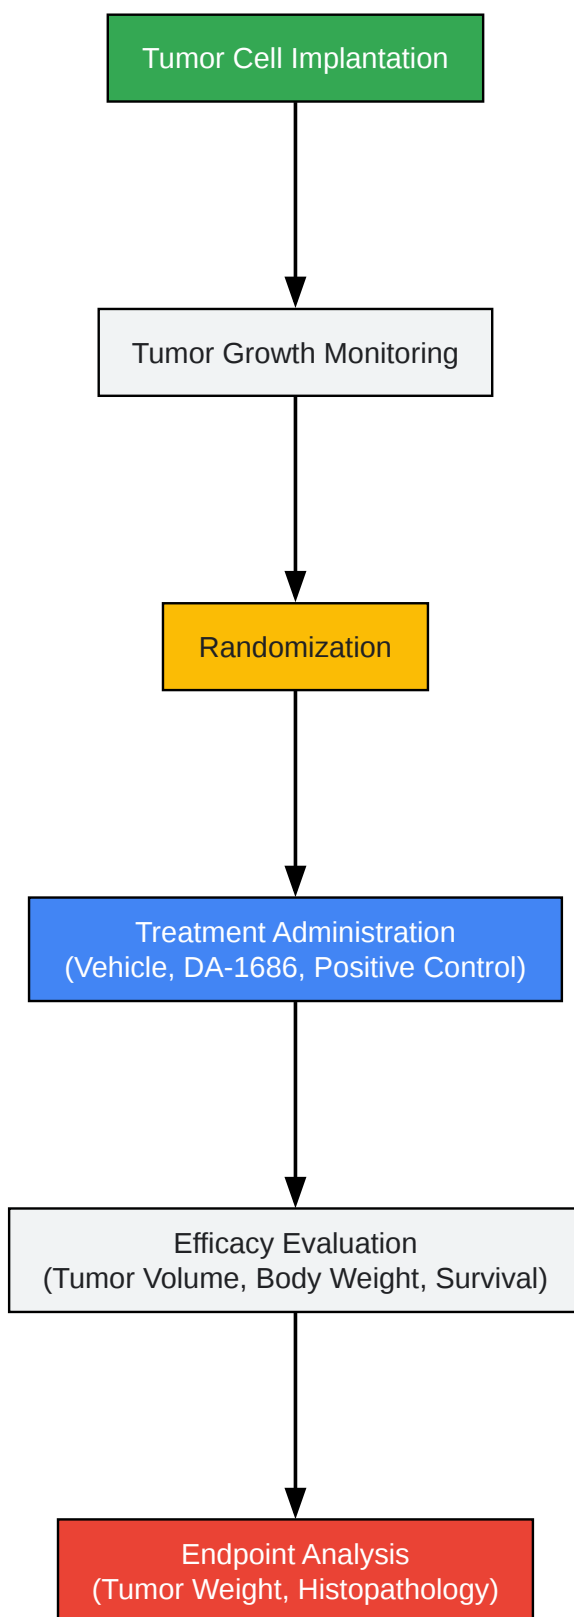 Tumor Cell Implantation
Tumor Growth Monitoring
Randomization
Treatment Administration
(Vehicle, DA-1686, Positive Control)
Efficacy Evaluation
(Tumor Volume, Body Weight, Survival)
Endpoint Analysis
(Tumor Weight, Histopathology)